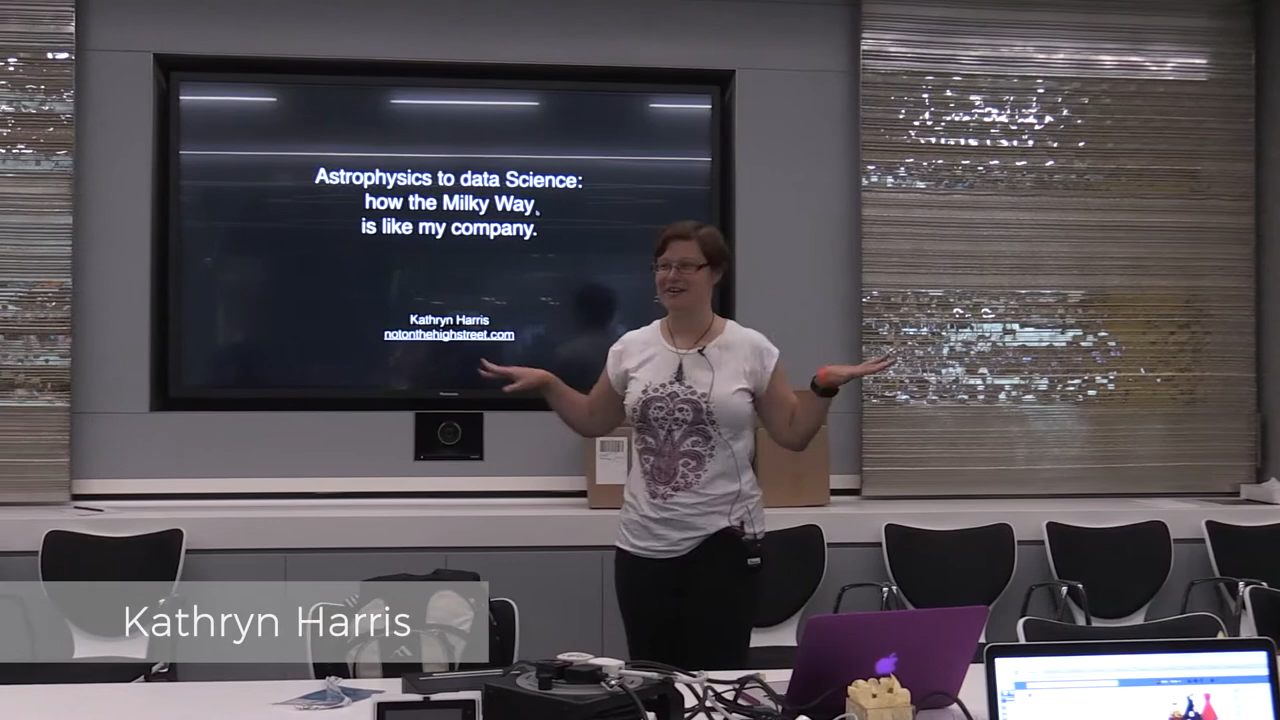 Astrophysics to data Science:
how the Milky Way,
is like my company.
Kathryn Harris
notonthehighstreet.com
Kathryn Harris